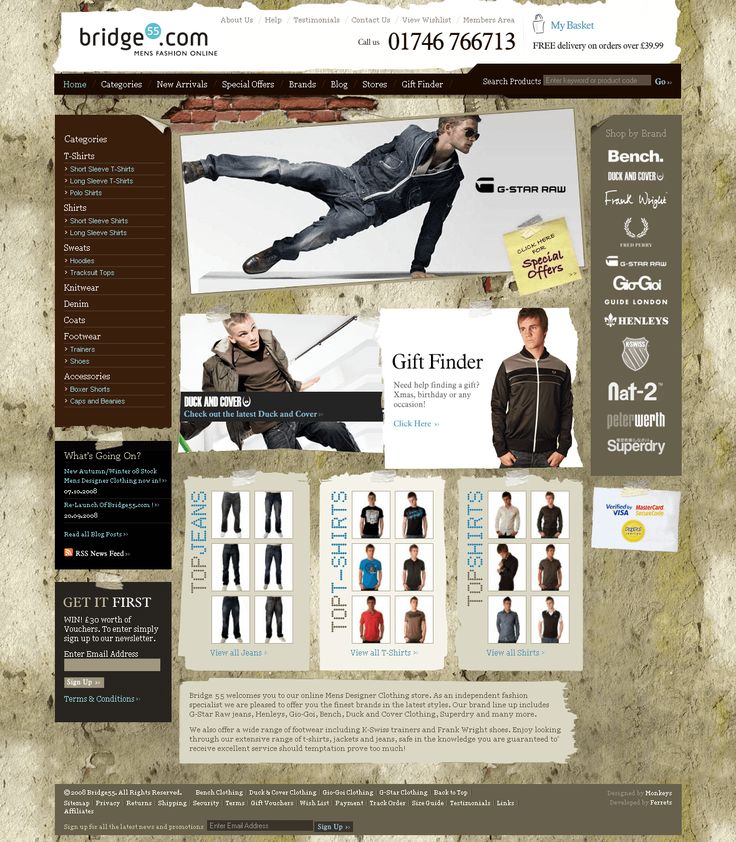 About Us / Help / Testimonials / Contact Us / View Wishlist / Members Area
bridge55.com
MENS FASHION ONLINE
Call us 01746 766713
My Basket
FREE delivery on orders over £39.99
Home / Categories / New Arrivals / Special Offers / Brands / Blog / Stores / Gift Finder /
Search Products Enter keyword or product code Go >>
Categories
T-Shirts
> Short Sleeve T-Shirts
> Long Sleeve T-Shirts
> Polo Shirts
Shirts
> Short Sleeve Shirts
> Long Sleeve Shirts
Sweats
> Hoodies
> Tracksuit Tops
Knitwear
Denim
Coats
Footwear
> Trainers
> Shoes
Accessories
> Boxer Shorts
> Caps and Beanies
What's Going On?
New Autumn/Winter 08 Stock
Mens Designer Clothing now in! >>
07.10.2008
Re-Launch Of Bridge55.com ! >>
20.09.2008
Read all Blog Posts >>
RSS News Feed >>
GET IT FIRST
WIN! £30 worth of
Vouchers. To enter simply
sign up to our newsletter.
Enter Email Address
Sign Up >>
Terms & Conditions >>
G-STAR RAW
CLICK HERE
FOR
Special
Offers >>
DUCK AND COVER
Check out the latest Duck and Cover >>
Gift Finder
Need help finding a gift?
Xmas, birthday or any
occasion!
Click Here >>
TOPJEANS
View all Jeans >
TOPT-SHIRTS
View all T-Shirts >>
TOPSHIRTS
View all Shirts >
Shop by Brand
Bench.
DUCK AND COVER
Frank Wright
FRED PERRY
G-STAR RAW
Gio-Goi
GUIDE LONDON
HENLEYS
K·SWISS
Nat-2™
peterwerth
Superdry
Verified by VISA
MasterCard SecureCode
Bridge 55 welcomes you to our online Mens Designer Clothing store. As an independent fashion
specialist we are pleased to offer you the finest brands in the latest styles. Our brand line up includes
G-Star Raw jeans, Henleys, Gio-Goi, Bench, Duck and Cover Clothing, Superdry and many more.
We also offer a wide range of footwear including K-Swiss trainers and Frank Wright shoes. Enjoy looking
through our extensive range of t-shirts, jackets and jeans, safe in the knowledge you are guaranteed to
receive excellent service should temptation prove too much!
© 2008 Bridge55. All Rights Reserved. Bench Clothing | Duck & Cover Clothing | Gio-Goi Clothing | G-Star Clothing | Back to Top |
Sitemap | Privacy | Returns | Shipping | Security | Terms | Gift Vouchers | Wish List | Payment | Track Order | Size Guide | Testimonials | Links |
Affiliates
Sign up for all the latest news and promotions Enter Email Address Sign Up >>
Designed by Monkeys
Developed by Ferrets